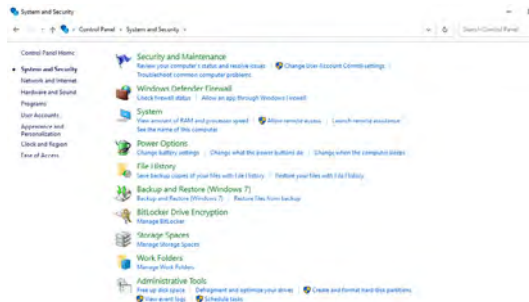 System and Security
Control Panel > System and Security >
Search Control Panel
Control Panel Home
System and Security
Network and Internet
Hardware and Sound
Programs
User Accounts
Appearance and
Personalization
Clock and Region
Ease of Access
Security and Maintenance
Review your computer's status and resolve issues | Change User Account Control settings |
Troubleshoot common computer problems
Windows Defender Firewall
Check firewall status | Allow an app through Windows Firewall
System
View amount of RAM and processor speed | Allow remote access | Launch remote assistance
See the name of this computer
Power Options
Change battery settings | Change what the power buttons do | Change when the computer sleeps
File History
Save backup copies of your files with File History | Restore your files with File History
Backup and Restore (Windows 7)
Backup and Restore (Windows 7) | Restore files from backup
BitLocker Drive Encryption
Manage BitLocker
Storage Spaces
Manage Storage Spaces
Work Folders
Manage Work Folders
Administrative Tools
Free up disk space | Defragment and optimize your drives | Create and format hard disk partitions
View event logs | Schedule tasks